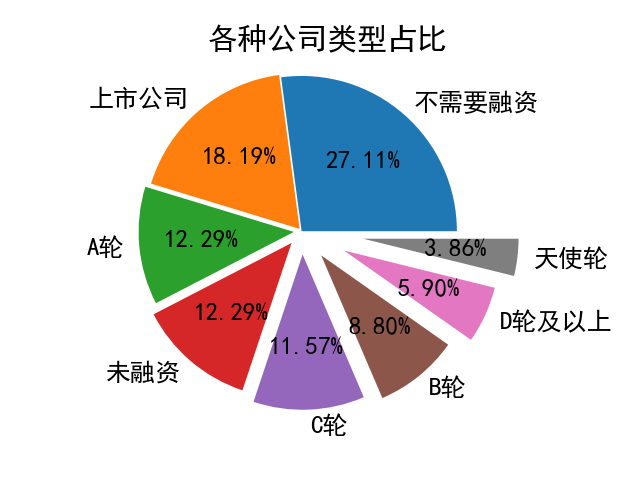 各种公司类型占比
不需要融资
27.11%
上市公司
18.19%
A轮
12.29%
未融资
12.29%
C轮
11.57%
B轮
8.80%
D轮及以上
5.90%
天使轮
3.86%